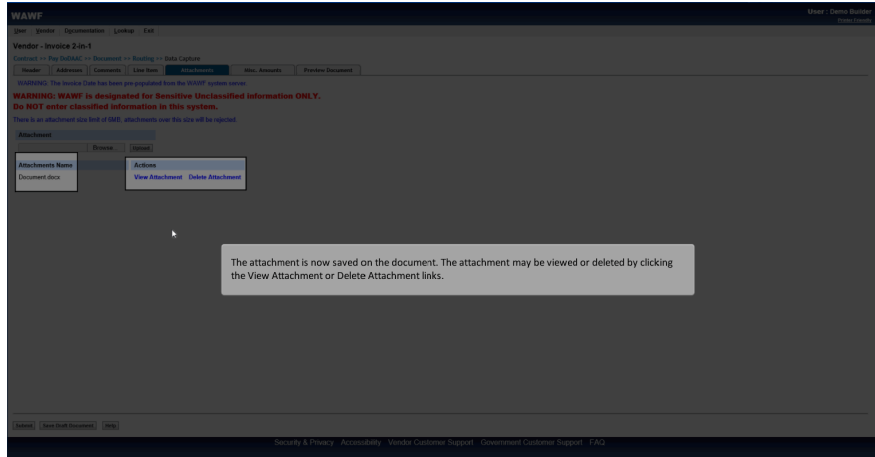 WAWF
User : Demo Builder
Printer Friendly
User Vendor Documentation Lookup Exit
Vendor - Invoice 2-in-1
Contract >> Pay DoDAAC >> Document >> Routing >> Data Capture
Header Addresses Comments Line Item Attachments Misc. Amounts Preview Document
WARNING: The Invoice Date has been pre-populated from the WAWF system server.
WARNING: WAWF is designated for Sensitive Unclassified information ONLY.
Do NOT enter classified information in this system.
There is an attachment size limit of 6MB, attachments over this size will be rejected.
Attachment
Browse... Upload
Attachments Name Actions
Document.docx View Attachment Delete Attachment
The attachment is now saved on the document. The attachment may be viewed or deleted by clicking
the View Attachment or Delete Attachment links.
Submit Save Draft Document Help
Security & Privacy Accessibility Vendor Customer Support Government Customer Support FAQ